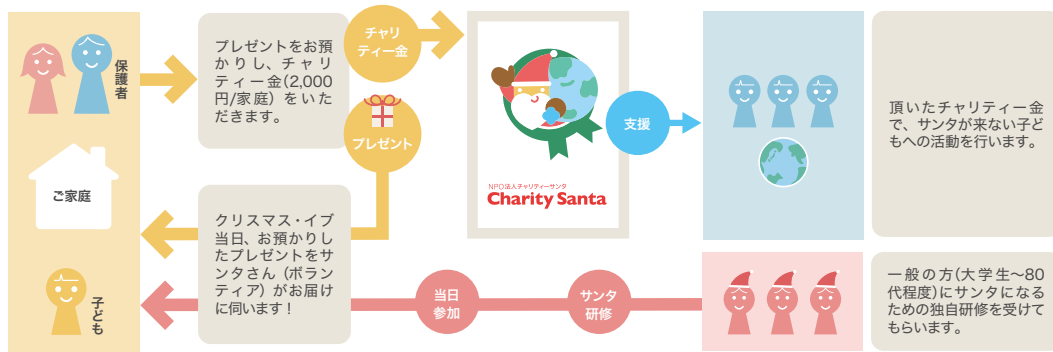 保護者
ご家庭
子ども
プレゼントをお預
かりし、チャリ
ティー金(2,000
円/家庭）をいた
だきます。
チャリ
ティー金
プレゼント
クリスマス・イブ
当日、お預かりし
たプレゼントをサ
ンタさん（ボラン
ティア）がお届け
に伺います！
NPO法人チャリティーサンタ
Charity Santa
支援
頂いたチャリティー金
で、サンタが来ない子ど
もへの活動を行います。
当日
参加
サンタ
研修
一般の方(大学生〜80
代程度)にサンタになる
ための独自研修を受けて
もらいます。